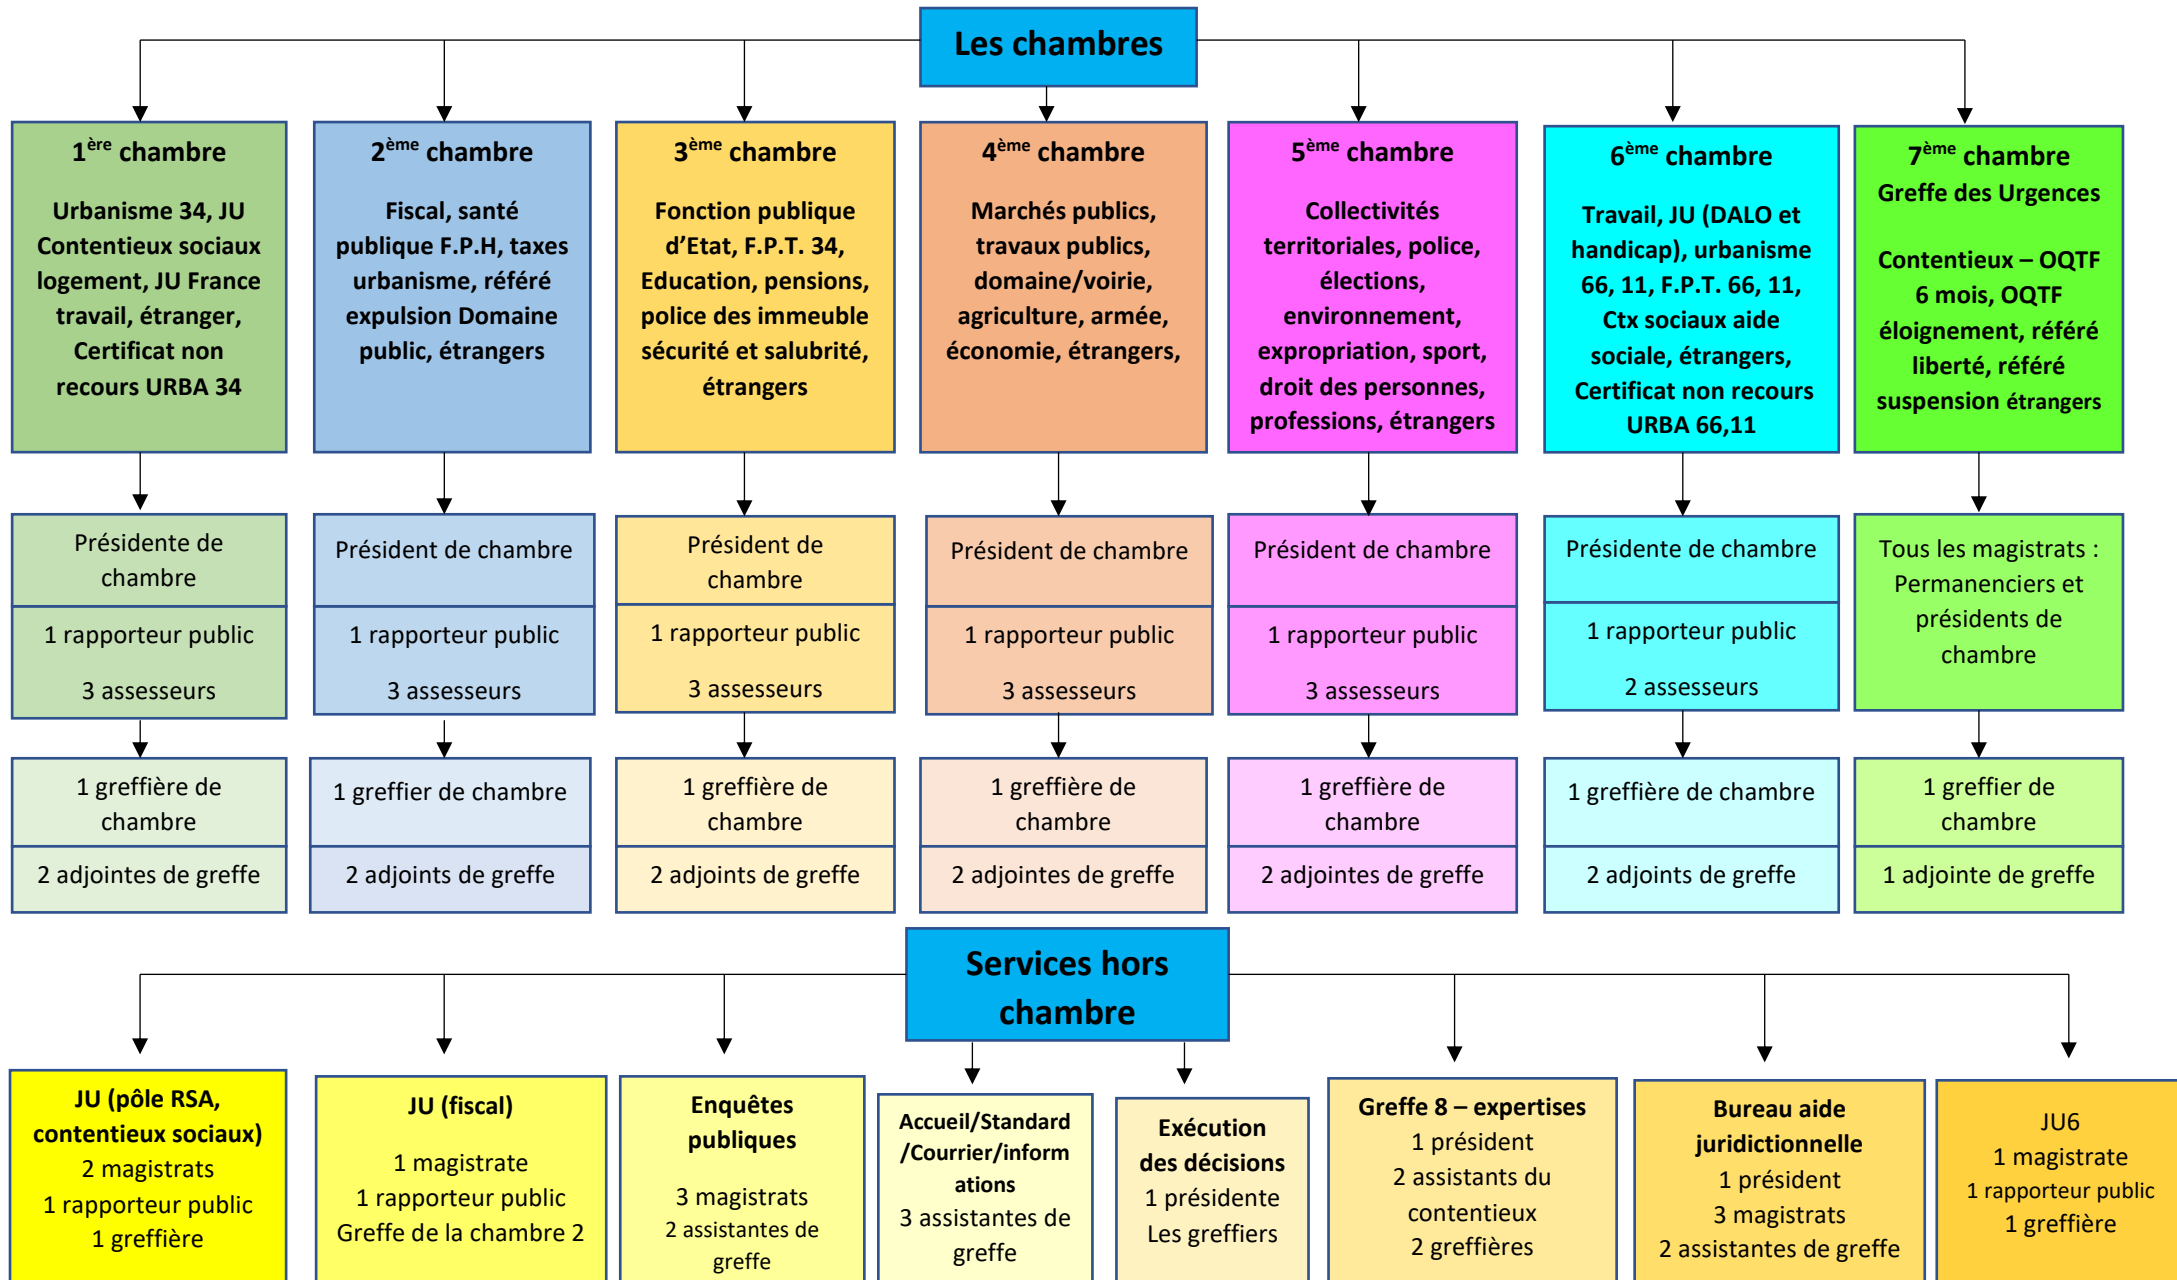 Les chambres
1ère chambre
Urbanisme 34, JU
Contentieux sociaux
logement, JU France
travail, étranger,
Certificat non
recours URBA 34
2ème chambre
Fiscal, santé
publique F.P.H, taxes
urbanisme, référé
expulsion Domaine
public, étrangers
3ème chambre
Fonction publique
d’Etat, F.P.T. 34,
Education, pensions,
police des immeuble
sécurité et salubrité,
étrangers
4ème chambre
Marchés publics,
travaux publics,
domaine/voirie,
agriculture, armée,
économie, étrangers,
5ème chambre
Collectivités
territoriales, police,
élections,
environnement,
expropriation, sport,
droit des personnes,
professions, étrangers
6ème chambre
Travail, JU (DALO et
handicap), urbanisme
66, 11, F.P.T. 66, 11,
Ctx sociaux aide
sociale, étrangers,
Certificat non recours
URBA 66,11
7ème chambre
Greffe des Urgences
Contentieux – OQTF
6 mois, OQTF
éloignement, référé
liberté, référé
suspension étrangers
Présidente de
chambre
1 rapporteur public
3 assesseurs
Président de chambre
1 rapporteur public
3 assesseurs
Président de
chambre
1 rapporteur public
3 assesseurs
Président de chambre
1 rapporteur public
3 assesseurs
Président de chambre
1 rapporteur public
3 assesseurs
Présidente de chambre
1 rapporteur public
2 assesseurs
Tous les magistrats :
Permanenciers et
présidents de
chambre
1 greffière de
chambre
2 adjointes de greffe
1 greffier de chambre
2 adjoints de greffe
1 greffière de
chambre
2 adjoints de greffe
1 greffière de
chambre
2 adjointes de greffe
1 greffière de
chambre
2 adjointes de greffe
1 greffière de chambre
2 adjoints de greffe
1 greffier de
chambre
1 adjointe de greffe
Services hors
chambre
JU (pôle RSA,
contentieux sociaux)
2 magistrats
1 rapporteur public
1 greffière
JU (fiscal)
1 magistrate
1 rapporteur public
Greffe de la chambre 2
Enquêtes
publiques
3 magistrats
2 assistantes de
greffe
Accueil/Standard
/Courrier/inform
ations
3 assistantes de
greffe
Exécution
des décisions
1 présidente
Les greffiers
Greffe 8 – expertises
1 président
2 assistants du
contentieux
2 greffières
Bureau aide
juridictionnelle
1 président
3 magistrats
2 assistantes de greffe
JU6
1 magistrate
1 rapporteur public
1 greffière